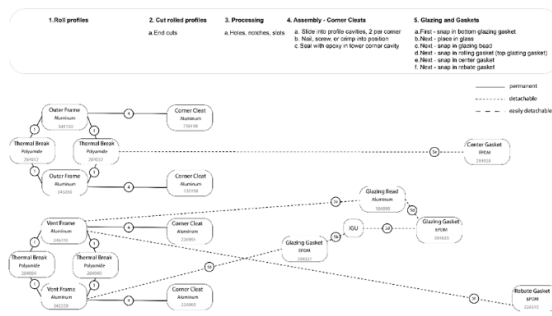 1.Roll profiles
2. Cut rolled profiles
a.End cuts
3. Processing
a.Holes, notches, slots
4. Assembly - Corner Cleats
a. Slide into profile cavities, 2 per corner
b. Nail, screw, or crimp into position
c. Seal with epoxy in lower corner cavity
5. Glazing and Gaskets
a.First - snap in bottom glazing gasket
b.Next - place in glass
c. Next - snap in glazing bead
d. Next - snap in rolling gasket (top glazing gasket)
e.Next - snap in center gasket
f. Next - snap in rebate gasket
permanent
detachable
easily detachable
Outer Frame
Aluminum
Corner Cleat
Aluminum
Thermal Break
Polyamide
Thermal Break
Polyamide
Center Gasket
EPDM
Outer Frame
Aluminum
Corner Cleat
Aluminum
Glazing Bead
Aluminum
Vent Frame
Aluminum
Corner Cleat
Aluminum
IGU
Glazing Gasket
EPDM
Glazing Gasket
EPDM
Thermal Break
Polyamide
Thermal Break
Polyamide
Vent Frame
Aluminum
Corner Cleat
Aluminum
Rebate Gasket
EPDM